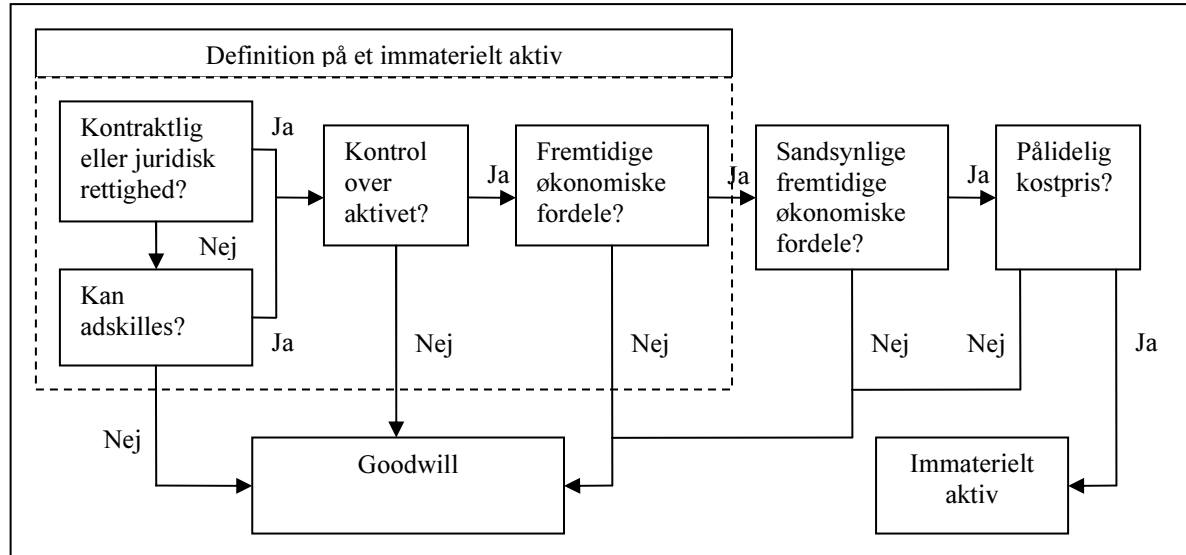 Definition på et immaterielt aktiv
Kontraktlig
eller juridisk
rettighed?
Ja
Nej
Kan
adskilles?
Ja
Nej
Kontrol
over
aktivet?
Ja
Nej
Fremtidige
økonomiske
fordele?
Ja
Nej
Sandsynlige
fremtidige
økonomiske
fordele?
Ja
Nej
Pålidelig
kostpris?
Nej
Ja
Goodwill
Immaterielt
aktiv